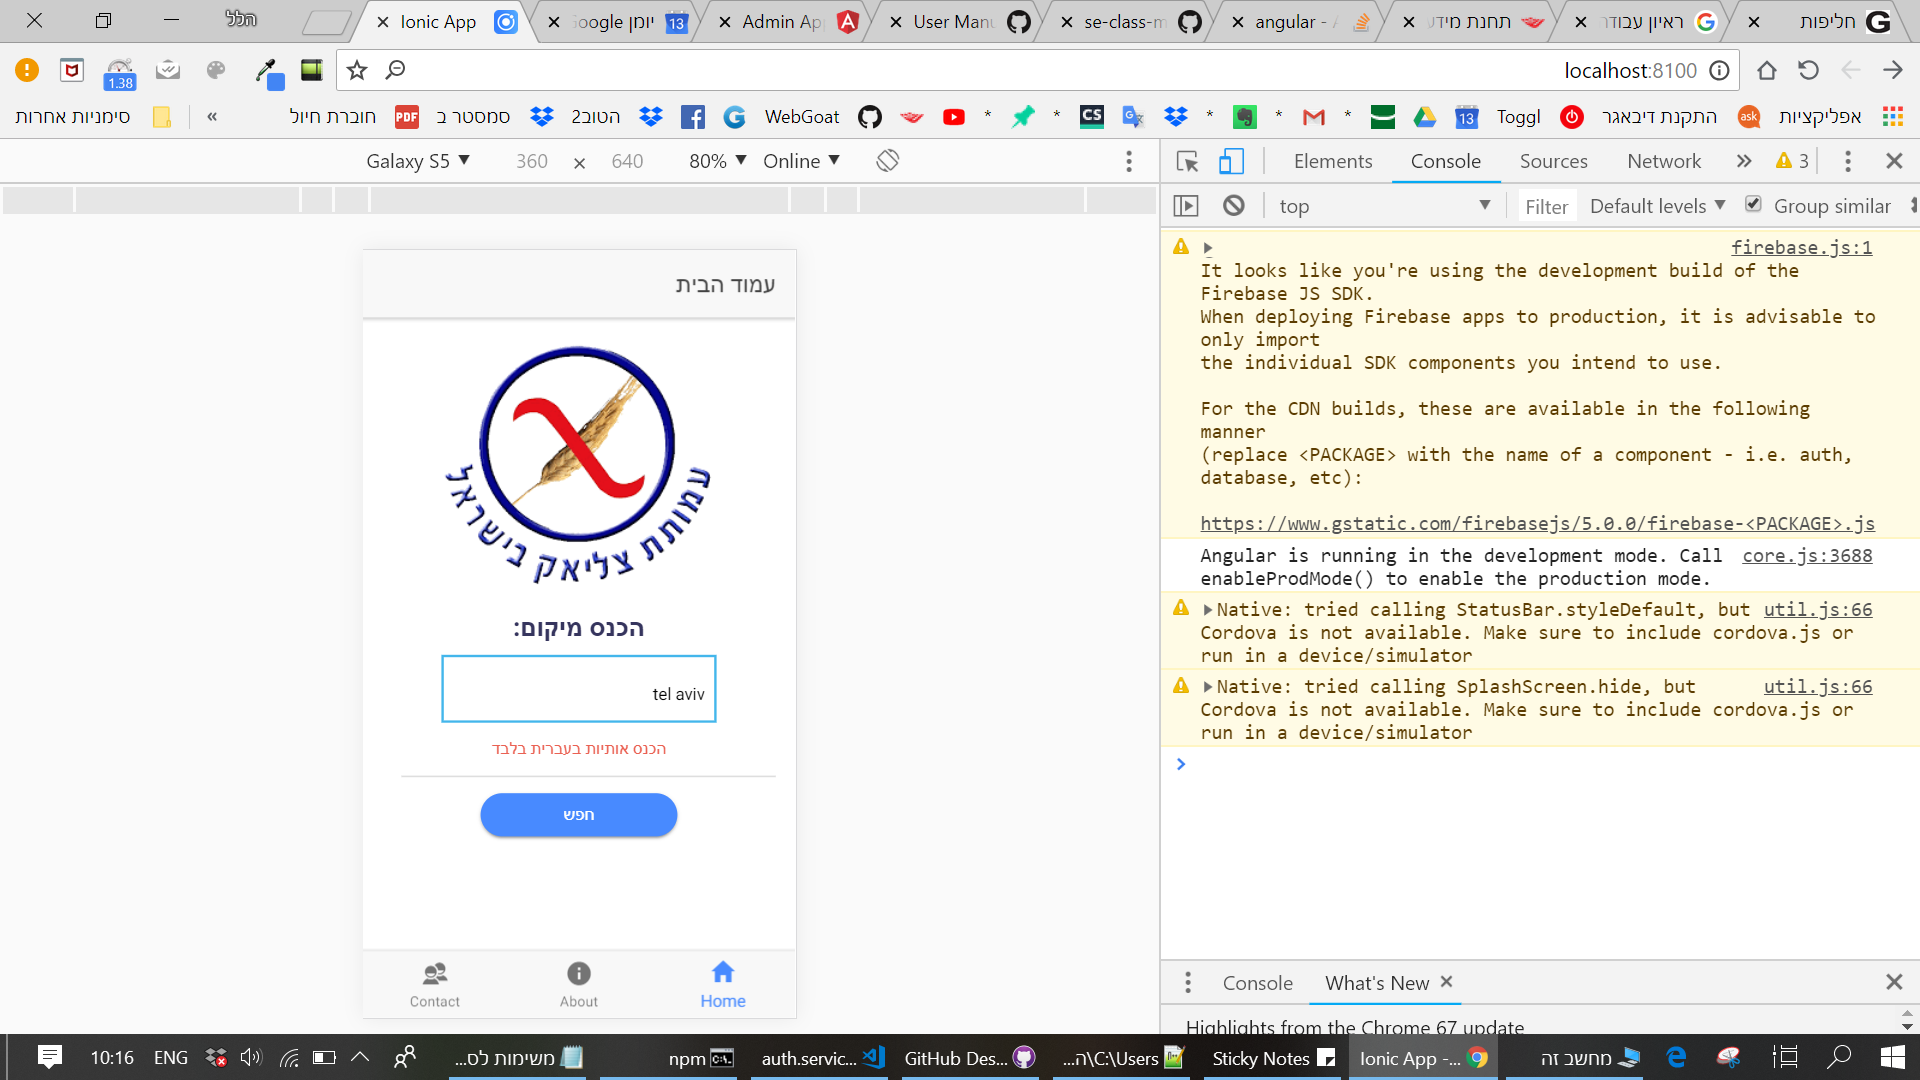 הלל
Ionic App
יומן Google
Admin Ap
User Manu
se-class-m
angular - A
תחנת מידע
ראיון עבודה
חליפות
localhost:8100
1.38
סימניות אחרות
«
חוברת חיול
סמסטר ב
הטוב2
WebGoat
*
*
*
*
*
Toggl
התקנת דיבאגר
אפליקציות
Galaxy S5 ▼ 360 × 640 80% ▼ Online ▼
Elements Console Sources Network » 3
top ▼ Filter Default levels ▼ Group similar
firebase.js:1
It looks like you're using the development build of the
Firebase JS SDK.
When deploying Firebase apps to production, it is advisable to
only import
the individual SDK components you intend to use.
For the CDN builds, these are available in the following
manner
(replace <PACKAGE> with the name of a component - i.e. auth,
database, etc):
https://www.gstatic.com/firebasejs/5.0.0/firebase-<PACKAGE>.js
Angular is running in the development mode. Call core.js:3688
enableProdMode() to enable the production mode.
Native: tried calling StatusBar.styleDefault, but util.js:66
Cordova is not available. Make sure to include cordova.js or
run in a device/simulator
Native: tried calling SplashScreen.hide, but util.js:66
Cordova is not available. Make sure to include cordova.js or
run in a device/simulator
Console What's New
Highlights from the Chrome 67 update
עמוד הבית
עמותת צליאק בישראל
הכנס מיקום:
tel aviv
הכנס אותיות בעברית בלבד
חפש
Contact About Home
10:16 ENG
משימות לס...
npm
auth.servic...
GitHub Des...
C:\Users\ה...
Sticky Notes
Ionic App -...
מחשב זה